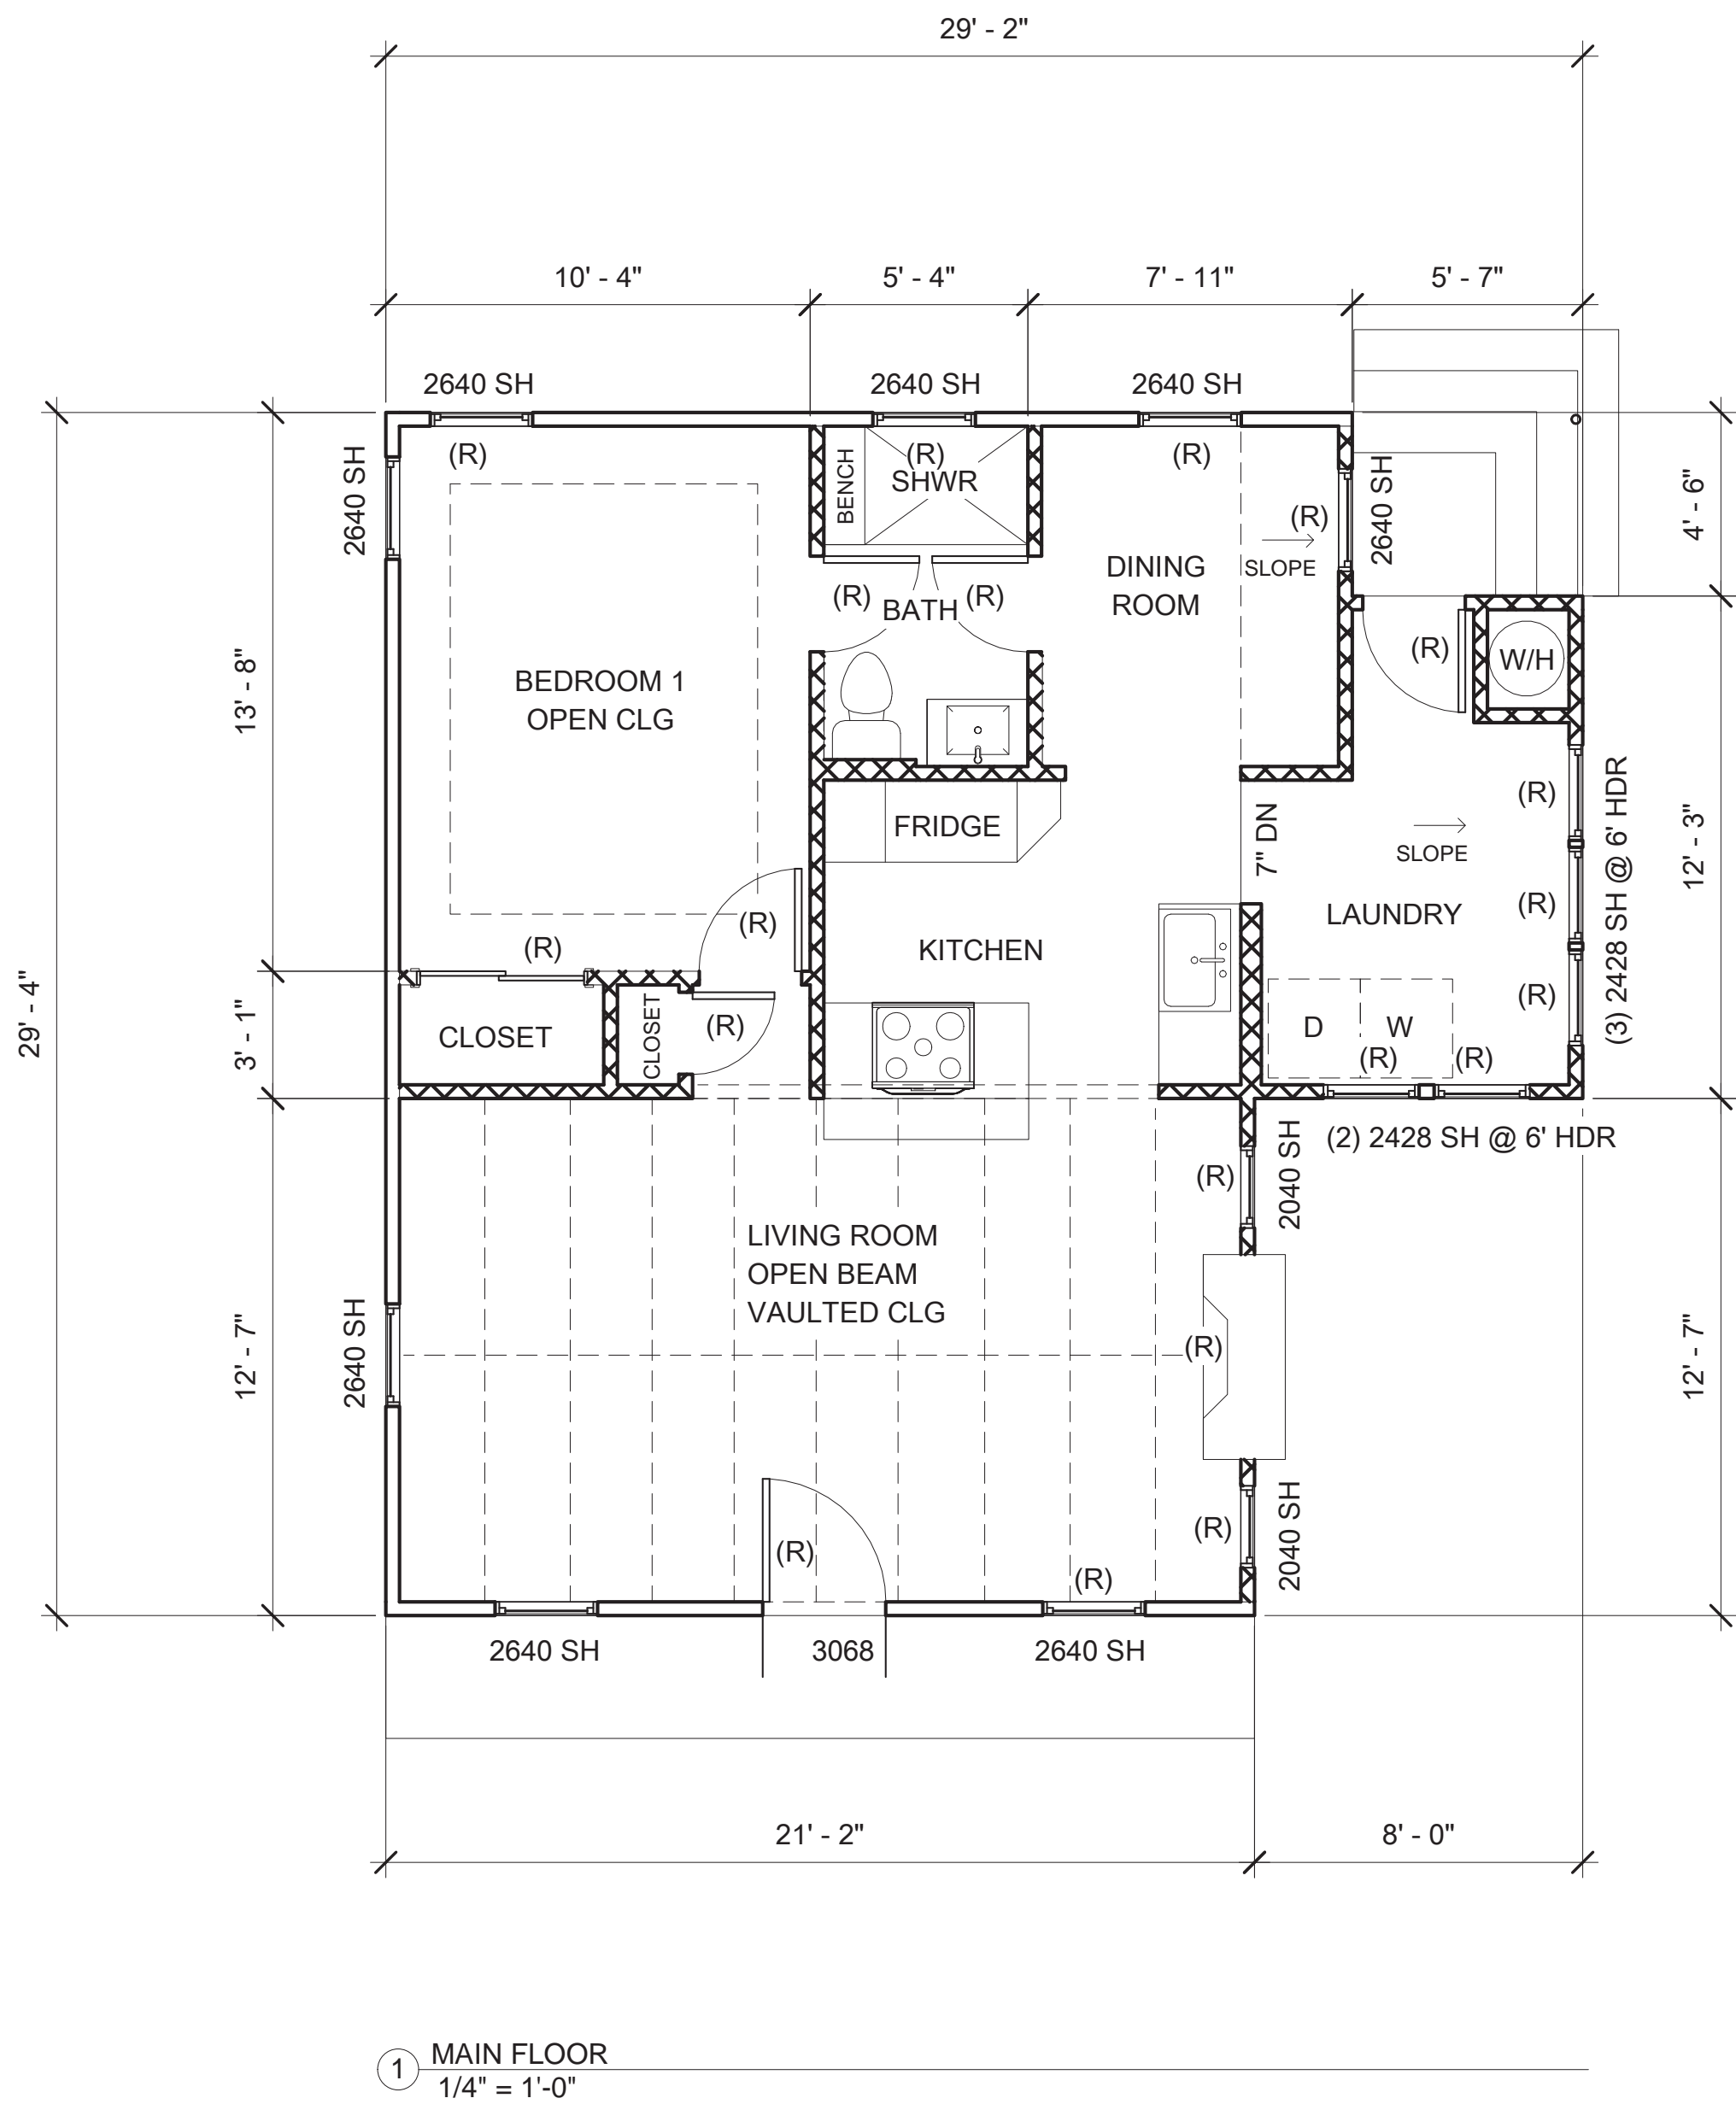 29' - 2"
10' - 4"
5' - 4"
7' - 11"
5' - 7"
2640 SH
2640 SH
2640 SH
2640 SH
(R)
BENCH
(R)
SHWR
(R)
(R)
SLOPE
2640 SH
4' - 6"
DINING
ROOM
(R)
BATH
(R)
(R)
W/H
13' - 8"
BEDROOM 1
OPEN CLG
(R)
FRIDGE
7" DN
SLOPE
12' - 3"
(3) 2428 SH @ 6' HDR
(R)
LAUNDRY
(R)
(R)
(R)
KITCHEN
29' - 4"
3' - 1"
CLOSET
CLOSET
(R)
D
W
(R)
(R)
(R)
2040 SH
(2) 2428 SH @ 6' HDR
LIVING ROOM
OPEN BEAM
VAULTED CLG
12' - 7"
2640 SH
(R)
12' - 7"
(R)
(R)
2040 SH
(R)
2640 SH
3068
2640 SH
21' - 2"
8' - 0"
1
MAIN FLOOR
1/4" = 1'-0"